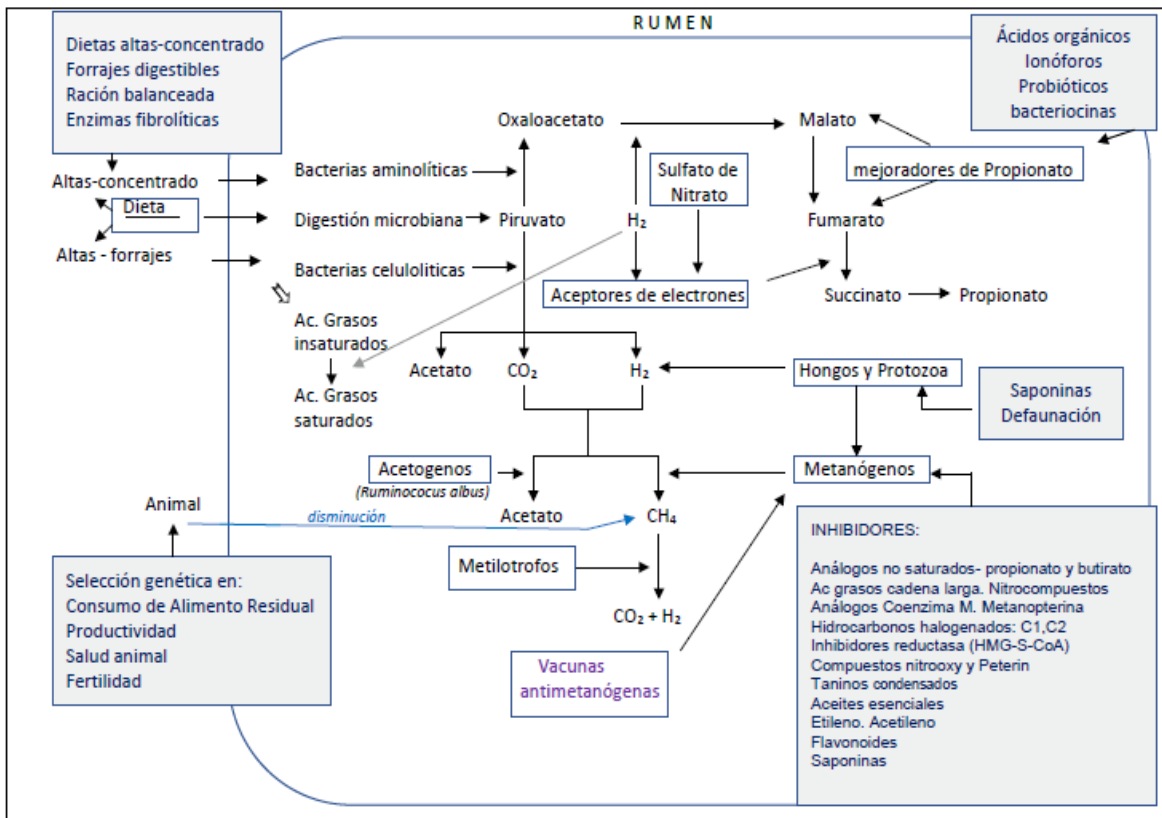 RUMEN
Dietas altas-concentrado
Forrajes digestibles
Ración balanceada
Enzimas fibrolíticas
Ácidos orgánicos
Ionóforos
Probióticos
bacteriocinas
Oxaloacetato
Malato
Altas-concentrado
Bacterias aminolíticas
Sulfato de
Nitrato
mejoradores de Propionato
Dieta
Digestión microbiana
Piruvato
H₂
Fumarato
Altas - forrajes
Bacterias celuloliticas
Aceptores de electrones
Succinato
Propionato
Ac. Grasos
insaturados
Acetato
CO₂
H₂
Hongos y Protozoa
Ac. Grasos
saturados
Saponinas
Defaunación
Acetogenos
(Ruminococus albus)
Metanógenos
Animal
disminución
Acetato
CH₄
Metilotrofos
CO₂ + H₂
Selección genética en:
Consumo de Alimento Residual
Productividad
Salud animal
Fertilidad
Vacunas
antimetanógenas
INHIBIDORES:
Análogos no saturados- propionato y butirato
Ac grasos cadena larga. Nitrocompuestos
Análogos Coenzima M. Metanopterina
Hidrocarbonos halogenados: C1,C2
Inhibidores reductasa (HMG-S-CoA)
Compuestos nitrooxy y Peterin
Taninos condensados
Aceites esenciales
Etileno. Acetileno
Flavonoides
Saponinas